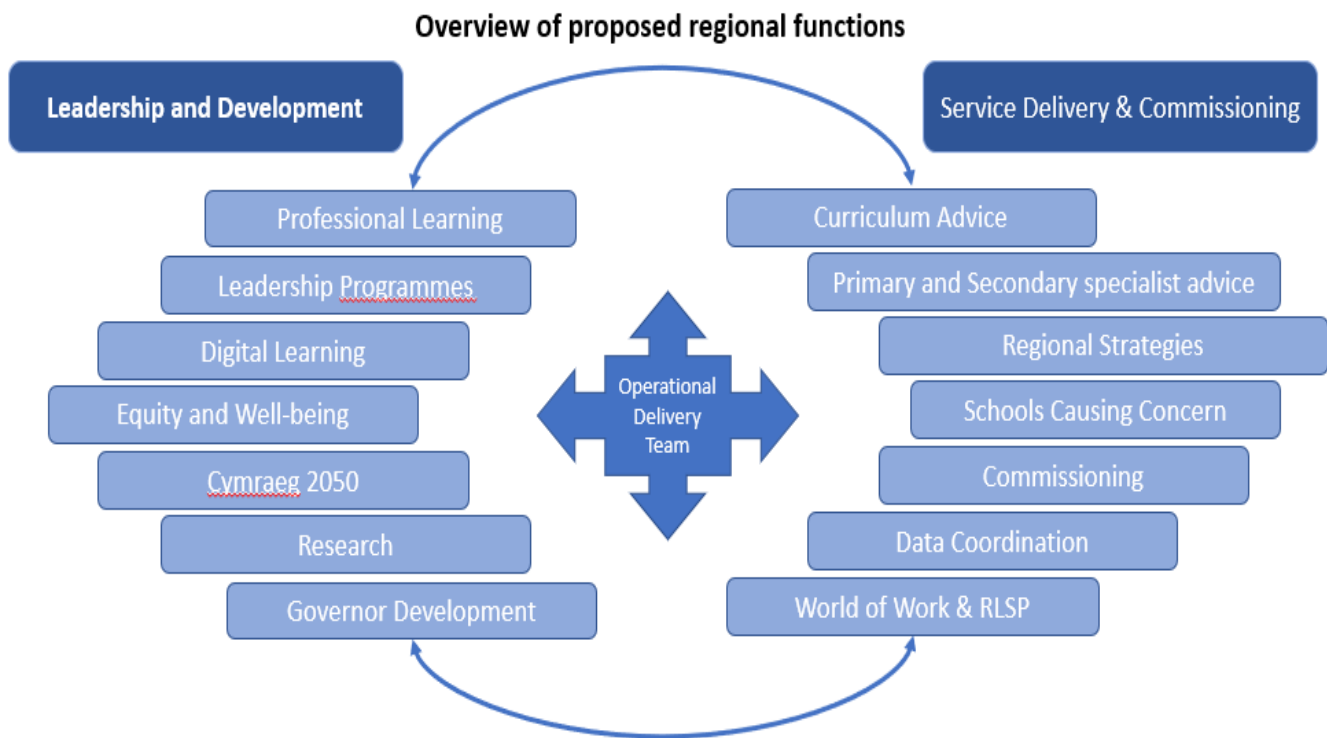 Overview of proposed regional functions
Leadership and Development
Service Delivery & Commissioning
Professional Learning
Leadership Programmes
Digital Learning
Equity and Well-being
Cymraeg 2050
Research
Governor Development
Operational
Delivery
Team
Curriculum Advice
Primary and Secondary specialist advice
Regional Strategies
Schools Causing Concern
Commissioning
Data Coordination
World of Work & RLSP